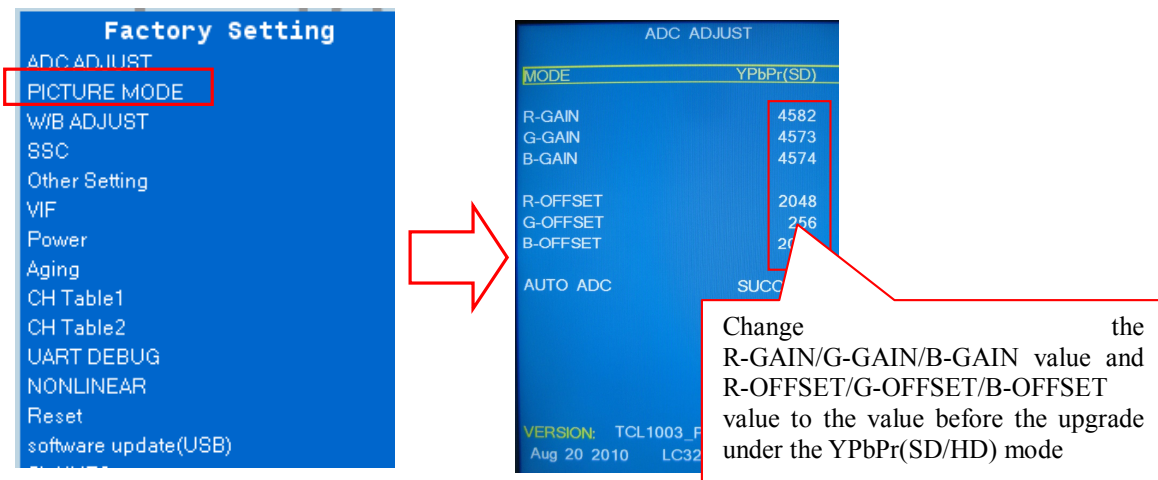 Factory Setting
ADC ADJUST
PICTURE MODE
W/B ADJUST
SSC
Other Setting
VIF
Power
Aging
CH Table1
CH Table2
UART DEBUG
NONLINEAR
Reset
software update(USB)
ADC ADJUST
MODE YPbPr(SD)
R-GAIN 4582
G-GAIN 4573
B-GAIN 4574
R-OFFSET 2048
G-OFFSET 256
B-OFFSET
AUTO ADC
VERSION:
Aug 20 2010
Change the
R-GAIN/G-GAIN/B-GAIN value and
R-OFFSET/G-OFFSET/B-OFFSET
value to the value before the upgrade
under the YPbPr(SD/HD) mode